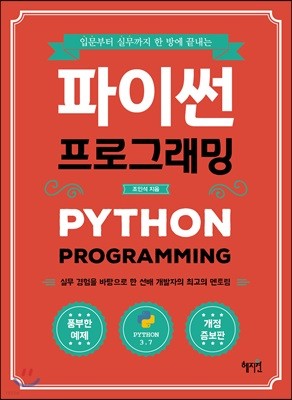 입문부터 실무까지 한 방에 끝내는
파이썬
프로그래밍
조인석 지음
PYTHON
PROGRAMMING
실무 경험을 바탕으로 한 선배 개발자의 최고의 멘토링
풍부한
예제
PYTHON
3.7
개정
증보판
혜지원
yes24